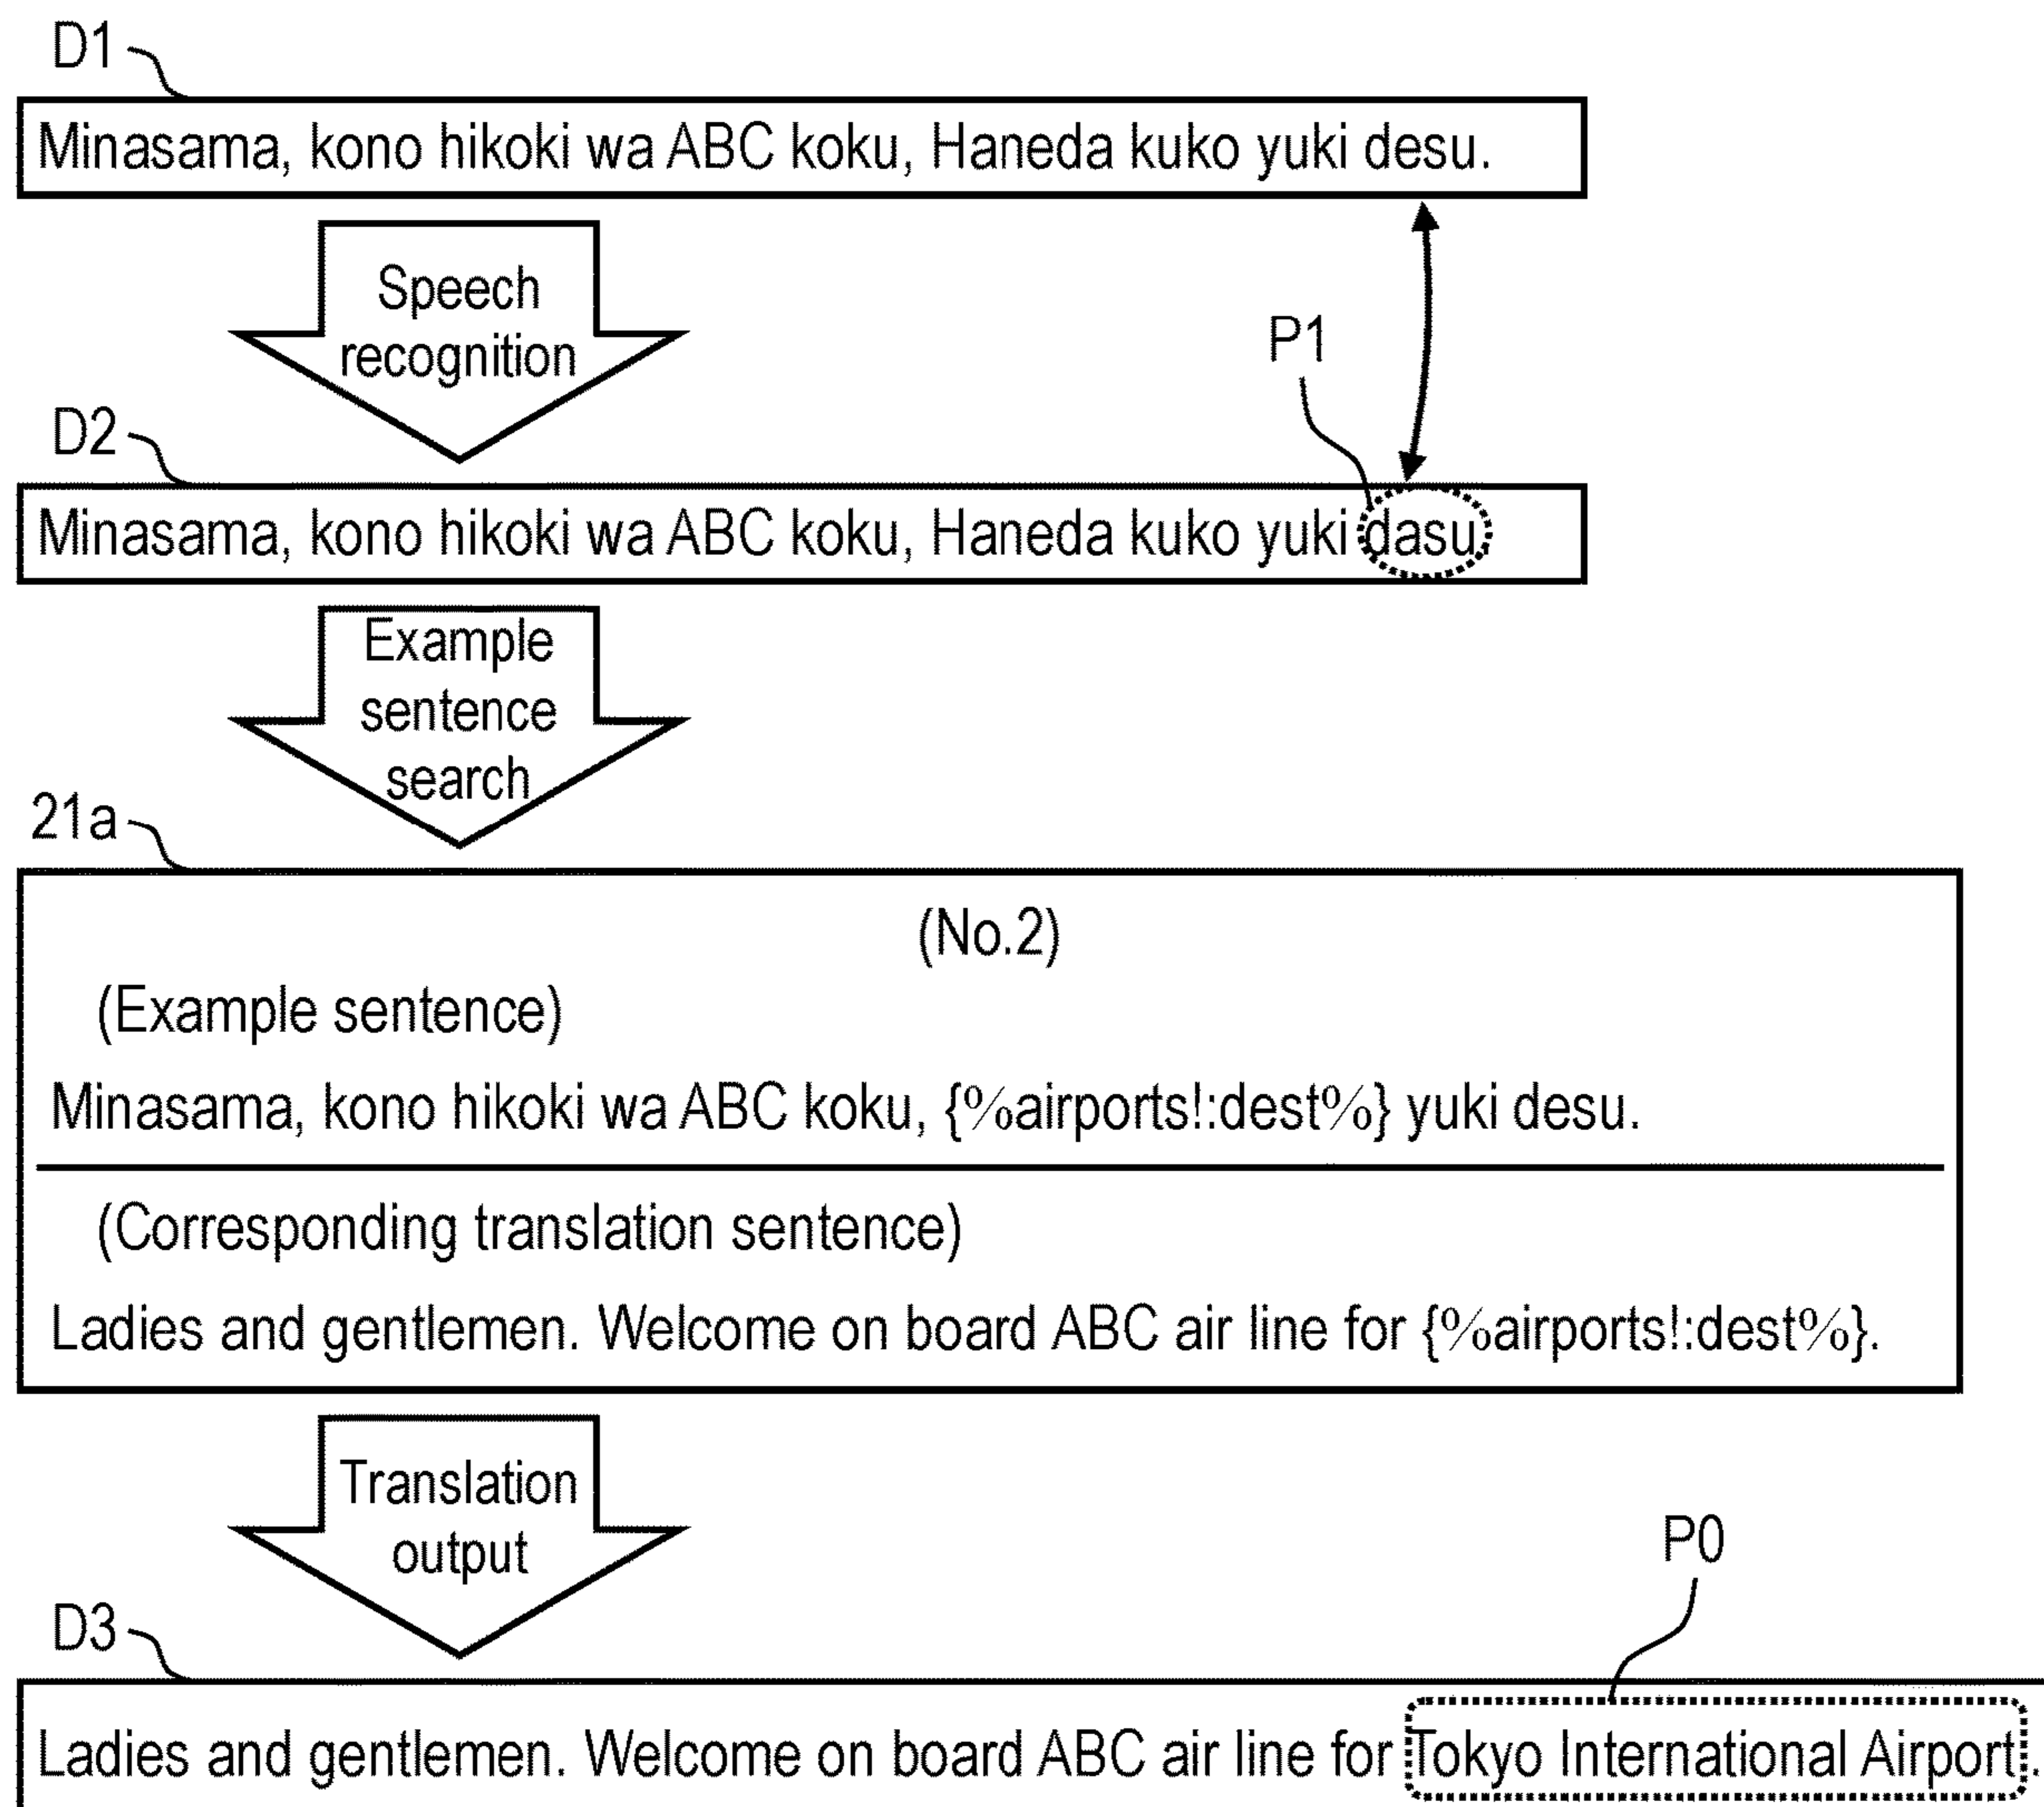 D1
Minasama, kono hikoki wa ABC koku, Haneda kuko yuki desu.
Speech
recognition
P1
D2
Minasama, kono hikoki wa ABC koku, Haneda kuko yuki dasu.
Example
sentence
search
21a
(No.2)
(Example sentence)
Minasama, kono hikoki wa ABC koku, {%airports!:dest%} yuki desu.
(Corresponding translation sentence)
Ladies and gentlemen. Welcome on board ABC air line for {%airports!:dest%}.
Translation
output
P0
D3
Ladies and gentlemen. Welcome on board ABC air line for Tokyo International Airport.